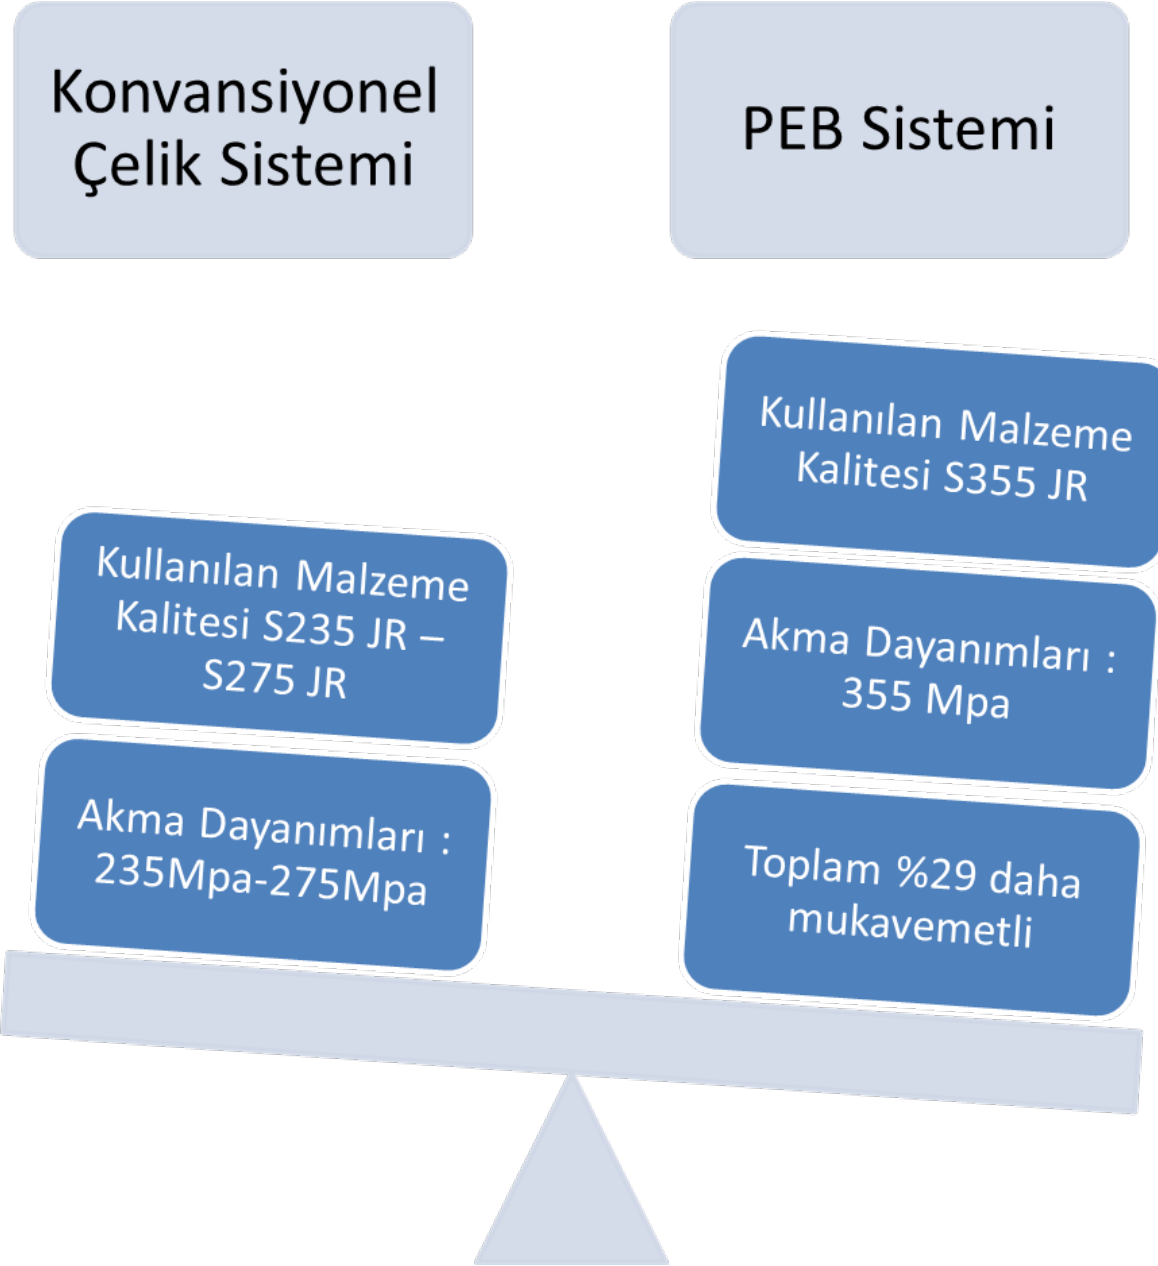 Konvansiyonel
Çelik Sistemi
PEB Sistemi
Kullanılan Malzeme
Kalitesi S235 JR –
S275 JR
Akma Dayanımları :
235Mpa-275Mpa
Kullanılan Malzeme
Kalitesi S355 JR
Akma Dayanımları :
355 Mpa
Toplam %29 daha
mukavemetli